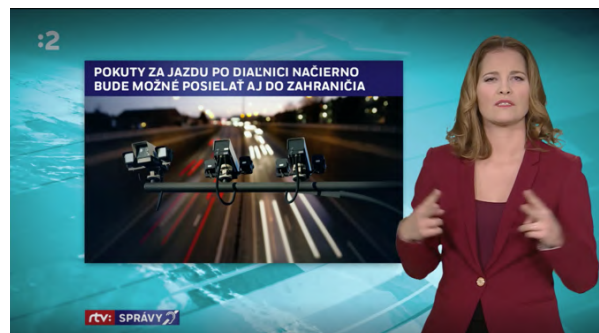 :2
POKUTY ZA JAZDU PO DIAĽNICI NAČIERNO
BUDE MOŽNÉ POSIELAŤ AJ DO ZAHRANIČIA
rtv: SPRÁVY